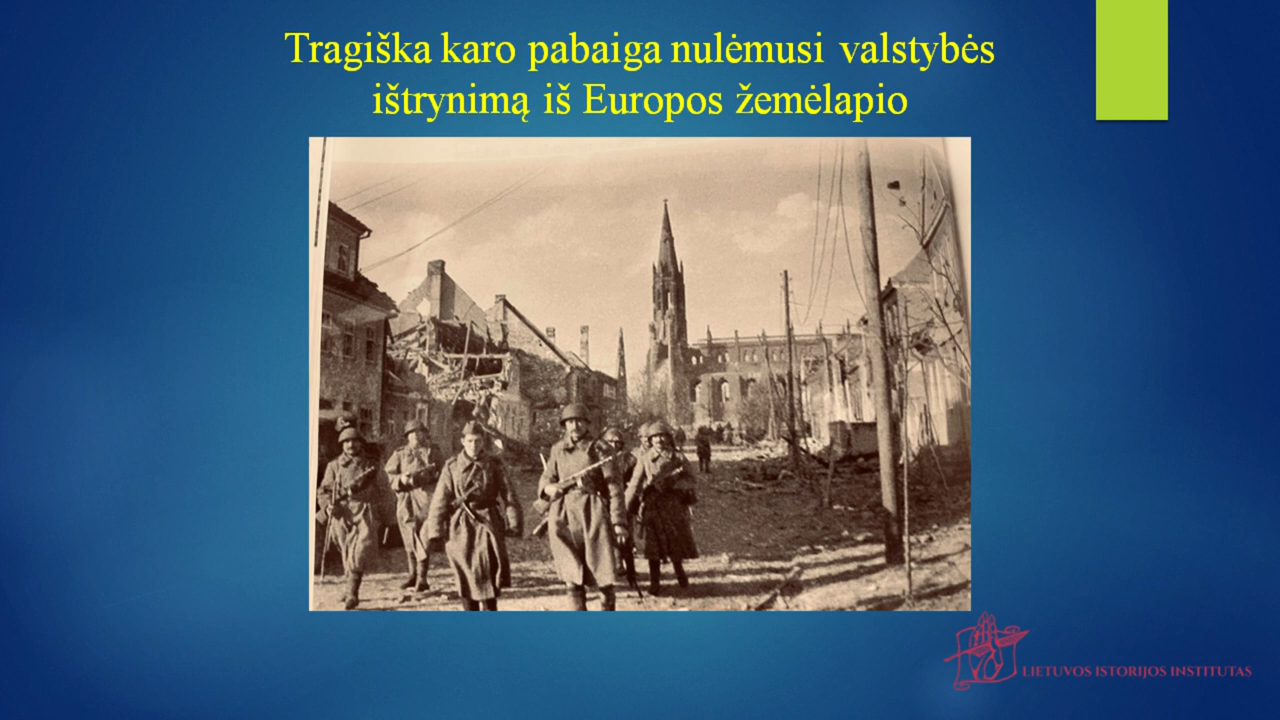 Tragiška karo pabaiga nulėmusi valstybės
ištrynimą iš Europos žemėlapio
LIETUVOS ISTORIJOS INSTITUTAS